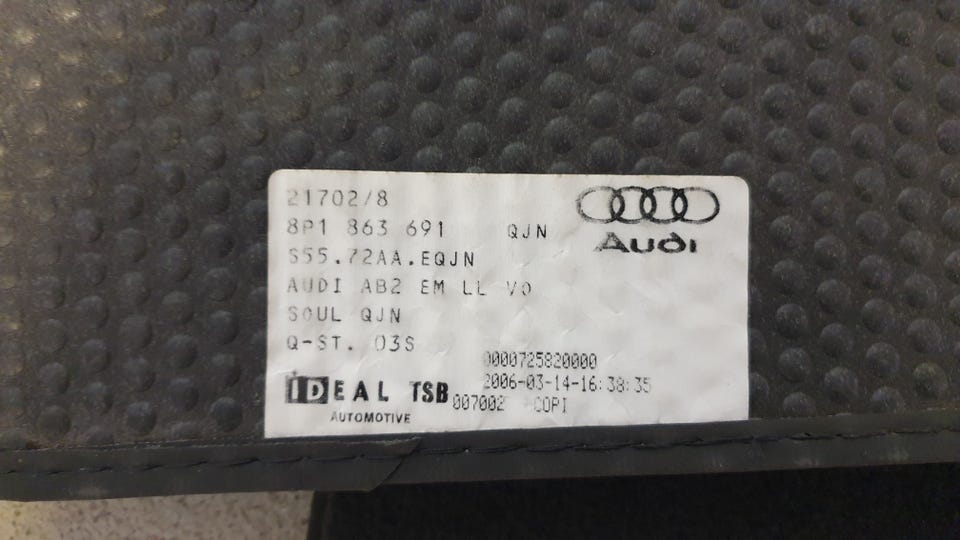 21702/8
8P1 863 691 QJN
Audi
S55.72AA.EQJN
AUDI AB2 EM LL VO
SOUL QJN
Q-ST. 03S
0000725820000
2006-03-14-16:38:35
IDEAL TSB 007002 COPI
AUTOMOTIVE